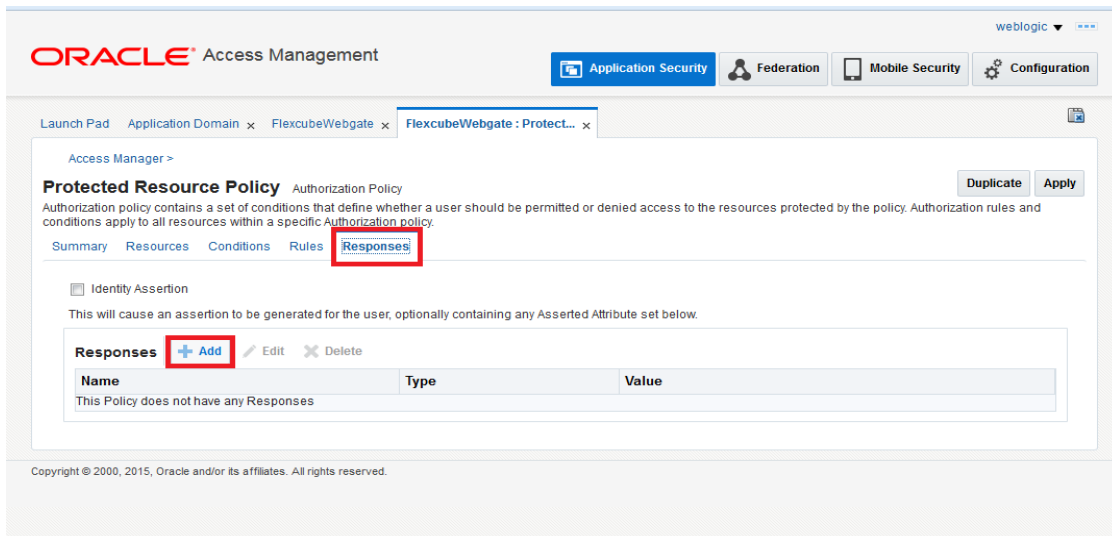 weblogic
ORACLE Access Management
Application Security Federation Mobile Security Configuration
Launch Pad Application Domain x FlexcubeWebgate x FlexcubeWebgate : Protect... x
Access Manager >
Protected Resource Policy Authorization Policy Duplicate Apply
Authorization policy contains a set of conditions that define whether a user should be permitted or denied access to the resources protected by the policy. Authorization rules and
conditions apply to all resources within a specific Authorization policy.
Summary Resources Conditions Rules Responses
Identity Assertion
This will cause an assertion to be generated for the user, optionally containing any Asserted Attribute set below.
Responses Add Edit Delete
Name Type Value
This Policy does not have any Responses
Copyright © 2000, 2015, Oracle and/or its affiliates. All rights reserved.